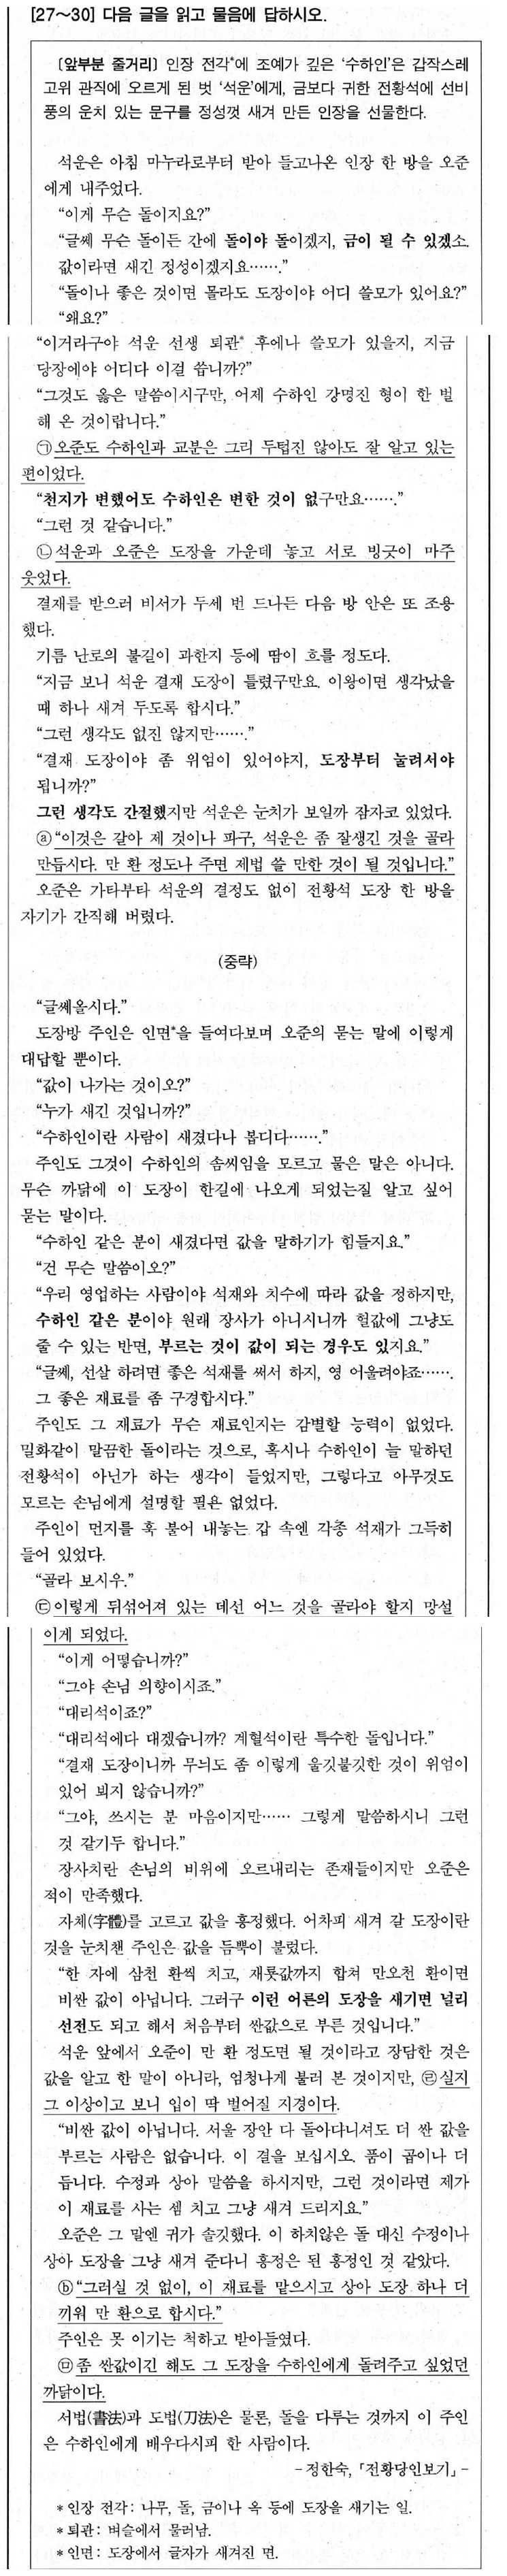 [27~30] 다음 글을 읽고 물음에 답하시오.
〔앞부분 줄거리〕 인장 전각*에 조예가 깊은 ‘수하인’은 갑작스레
고위 관직에 오르게 된 벗 ‘석운’에게, 금보다 귀한 전황석에 선비
풍의 운치 있는 문구를 정성껏 새겨 만든 인장을 선물한다.
석운은 아침 마누라로부터 받아 들고나온 인장 한 방을 오준
에게 내주었다.
“이게 무슨 돌이지요?”
“글쎄 무슨 돌이든 간에 돌이야 돌이겠지, 금이 될 수 있겠소.
값이라면 새긴 정성이겠지요…….”
“돌이나 좋은 것이면 몰라도 도장이야 어디 쓸모가 있어요?”
“왜요?”
“이거라구야 석운 선생 퇴관* 후에나 쓸모가 있을지, 지금
당장에야 어디다 이걸 씁니까?”
“그것도 옳은 말씀이시구만, 어제 수하인 강명진 형이 한 벌
해 온 것이랍니다.”
㉠오준도 수하인과 교분은 그리 두텁진 않아도 잘 알고 있는
편이었다.
“천지가 변했어도 수하인은 변한 것이 없구만요…….”
“그런 것 같습니다.”
㉡석운과 오준은 도장을 가운데 놓고 서로 빙긋이 마주
웃었다.
결재를 받으러 비서가 두세 번 드나든 다음 방 안은 또 조용
했다.
기름 난로의 불길이 과한지 등에 땀이 흐를 정도다.
“지금 보니 석운 결재 도장이 틀렸구만요. 이왕이면 생각났을
때 하나 새겨 두도록 합시다.”
“그런 생각도 없진 않지만…….”
“결재 도장이야 좀 위엄이 있어야지, 도장부터 눌려서야
됩니까?”
그런 생각도 간절했지만 석운은 눈치가 보일까 잠자코 있었다.
ⓐ“이것은 갈아 제 것이나 파구, 석운은 좀 잘생긴 것을 골라
만듭시다. 만 환 정도나 주면 제법 쓸 만한 것이 될 것입니다.”
오준은 가타부타 석운의 결정도 없이 전황석 도장 한 방을
자기가 간직해 버렸다.
(중략)
“글쎄올시다.”
도장방 주인은 인면*을 들여다보며 오준의 묻는 말에 이렇게
대답할 뿐이다.
“값이 나가는 것이오?”
“누가 새긴 것입니까?”
“수하인이란 사람이 새겼다나 봅디다…….”
주인도 그것이 수하인의 솜씨임을 모르고 물은 말은 아니다.
무슨 까닭에 이 도장이 한길에 나오게 되었는질 알고 싶어
묻는 말이다.
“수하인 같은 분이 새겼다면 값을 말하기가 힘들지요.”
“건 무슨 말씀이오?”
“우리 영업하는 사람이야 석재와 치수에 따라 값을 정하지만,
수하인 같은 분이야 원래 장사가 아니시니까 헐값에 그냥도
줄 수 있는 반면, 부르는 것이 값이 되는 경우도 있지요.”
“글쎄, 선살 하려면 좋은 석재를 써서 하지, 영 어울려야죠…….
그 좋은 재료를 좀 구경합시다.”
주인도 그 재료가 무슨 재료인지는 감별할 능력이 없었다.
밀화같이 말끔한 돌이라는 것으로, 혹시나 수하인이 늘 말하던
전황석이 아닌가 하는 생각이 들었지만, 그렇다고 아무것도
모르는 손님에게 설명할 필욘 없었다.
주인이 먼지를 훅 불어 내놓는 갑 속엔 각종 석재가 그득히
들어 있었다.
“골라 보시우.”
㉢이렇게 뒤섞어져 있는 데선 어느 것을 골라야 할지 망설
이게 되었다.
“이게 어떻습니까?”
“그야 손님 의향이시죠.”
“대리석이죠?”
“대리석에다 대겠습니까? 계혈석이란 특수한 돌입니다.”
“결재 도장이니까 무늬도 좀 이렇게 울깃불깃한 것이 위엄이
있어 뵈지 않습니까?”
“그야, 쓰시는 분 마음이지만…… 그렇게 말씀하시니 그런
것 같기두 합니다.”
장사치란 손님의 비위에 오르내리는 존재들이지만 오준은
적이 만족했다.
자체(字體)를 고르고 값을 흥정했다. 어차피 새겨 갈 도장이란
것을 눈치챈 주인은 값을 듬뿍이 불렀다.
“한 자에 삼천 환씩 치고, 재룟값까지 합쳐 만오천 환이면
비싼 값이 아닙니다. 그러구 이런 어른의 도장을 새기면 널리
선전도 되고 해서 처음부터 싼값으로 부른 것입니다.”
석운 앞에서 오준이 만 환 정도면 될 것이라고 장담한 것은
값을 알고 한 말이 아니라, 엄청나게 불러 본 것이지만, ㉣실지
그 이상이고 보니 입이 딱 벌어질 지경이다.
“비싼 값이 아닙니다. 서울 장안 다 돌아다니셔도 더 싼 값을
부르는 사람은 없습니다. 이 결을 보십시오. 품이 곱이나 더
듭니다. 수정과 상아 말씀을 하시지만, 그런 것이라면 제가
이 재료를 사는 셈 치고 그냥 새겨 드리지요.”
오준은 그 말엔 귀가 솔깃했다. 이 하치않은 돌 대신 수정이나
상아 도장을 그냥 새겨 준다니 흥정은 된 흥정인 것 같았다.
ⓑ“그러실 것 없이, 이 재료를 맡으시고 상아 도장 하나 더
끼워 만 환으로 합시다.”
주인은 못 이기는 척하고 받아들였다.
㉤좀 싼값이긴 해도 그 도장을 수하인에게 돌려주고 싶었던
까닭이다.
서법(書法)과 도법(刀法)은 물론, 돌을 다루는 것까지 이 주인
은 수하인에게 배우다시피 한 사람이다.
- 정한숙, 「전황당인보기」 -
*인장 전각: 나무, 돌, 금이나 옥 등에 도장을 새기는 일.
*퇴관: 벼슬에서 물러남.
*인면: 도장에서 글자가 새겨진 면.